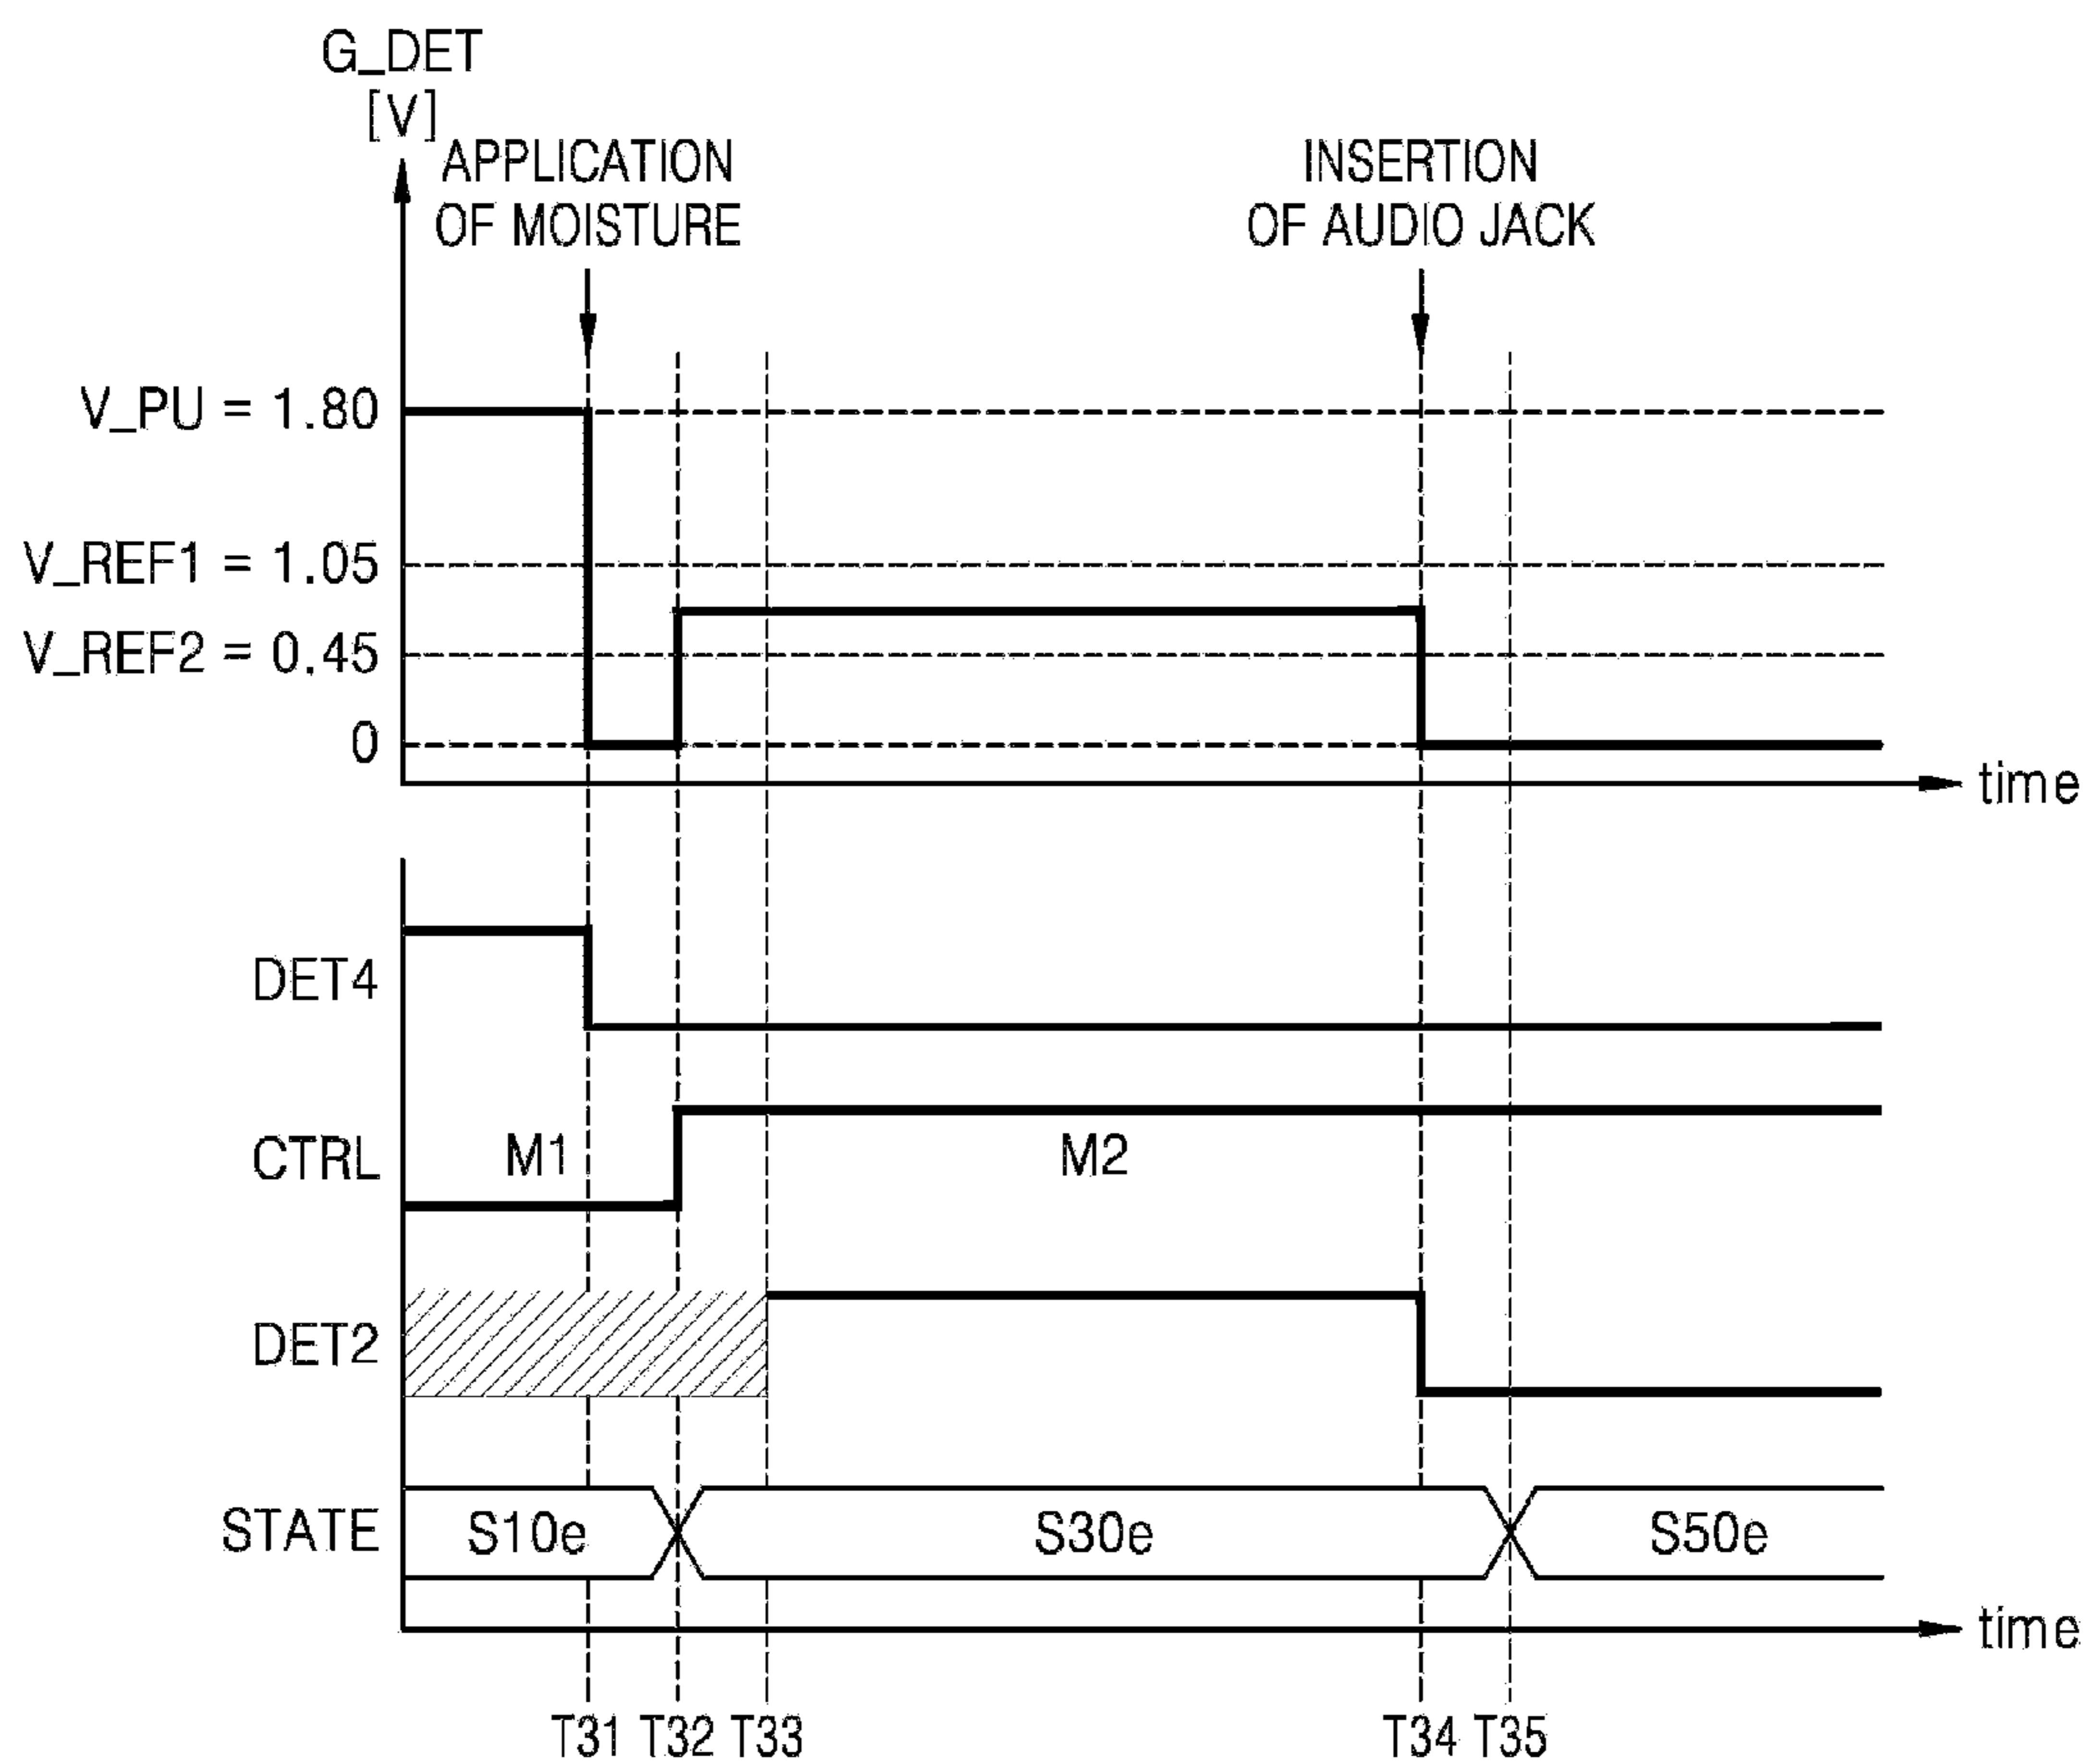 G_DET
[V]
APPLICATION
OF MOISTURE
INSERTION
OF AUDIO JACK
V_PU = 1.80
V_REF1 = 1.05
V_REF2 = 0.45
0
time
DET4
CTRL
M1
M2
DET2
STATE
S10e
S30e
S50e
time
T31 T32 T33 T34 T35